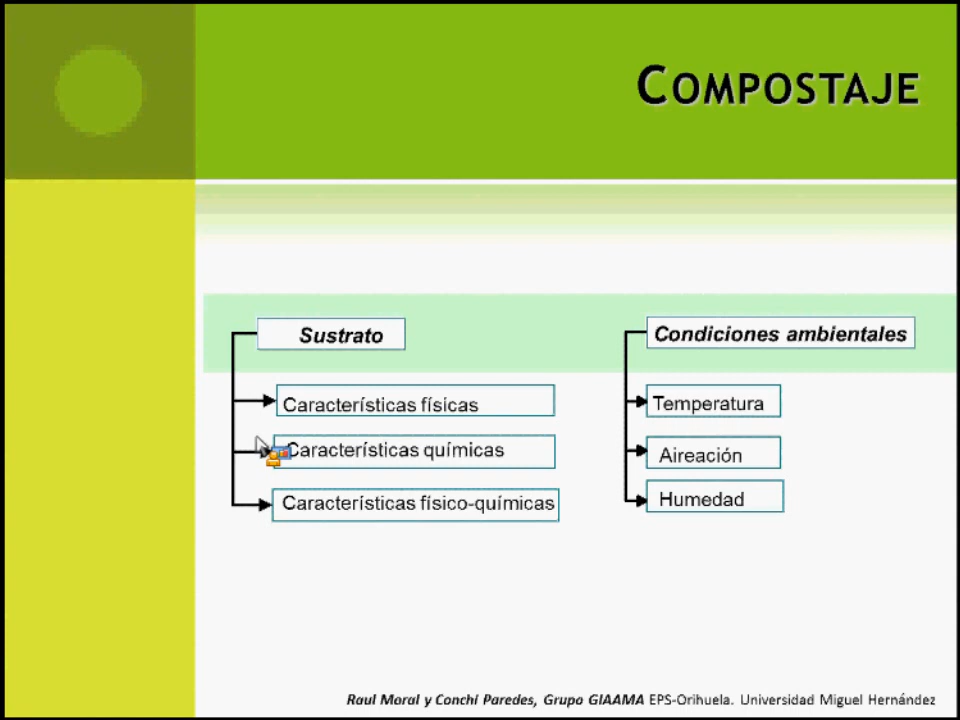 COMPOSTAJE
Sustrato
Características físicas
Características químicas
Características físico-químicas
Condiciones ambientales
Temperatura
Aireación
Humedad
Raul Moral y Conchi Paredes, Grupo GIAAMA EPS-Orihuela. Universidad Miguel Hernández